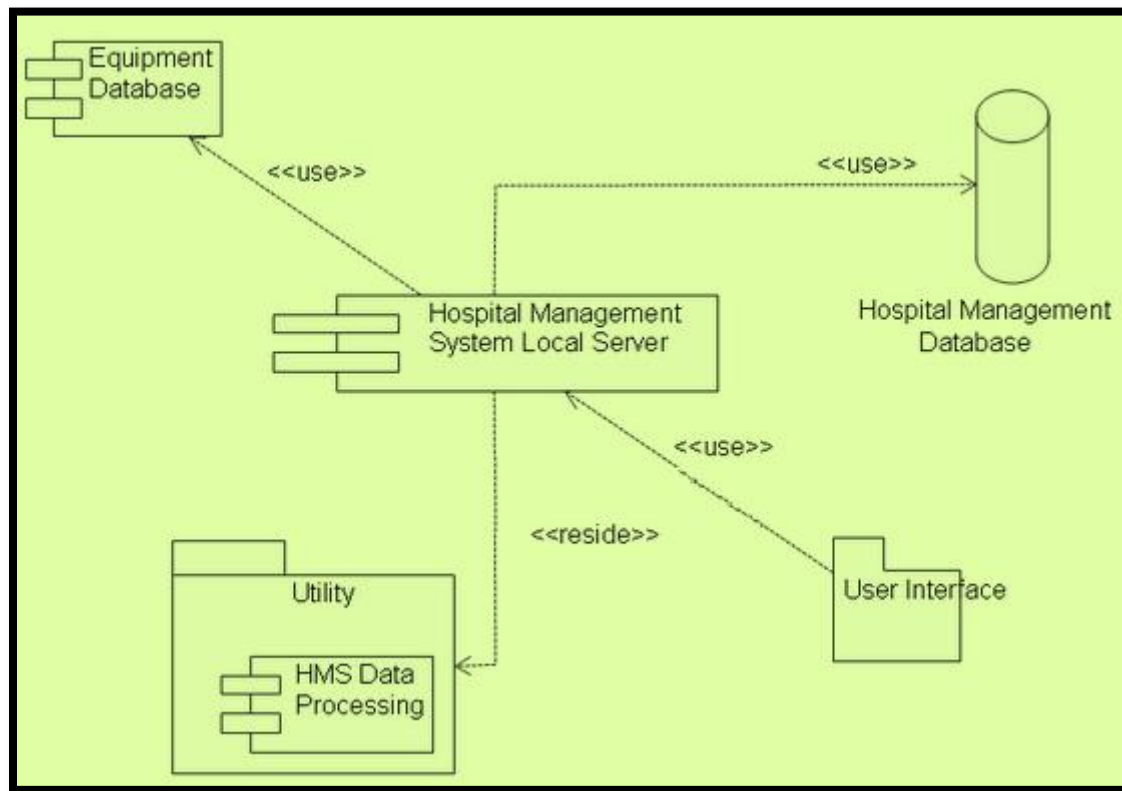 Equipment
Database
<<use>>
<<use>>
Hospital Management
System Local Server
Hospital Management
Database
<<use>>
<<reside>>
Utility
User Interface
HMS Data
Processing